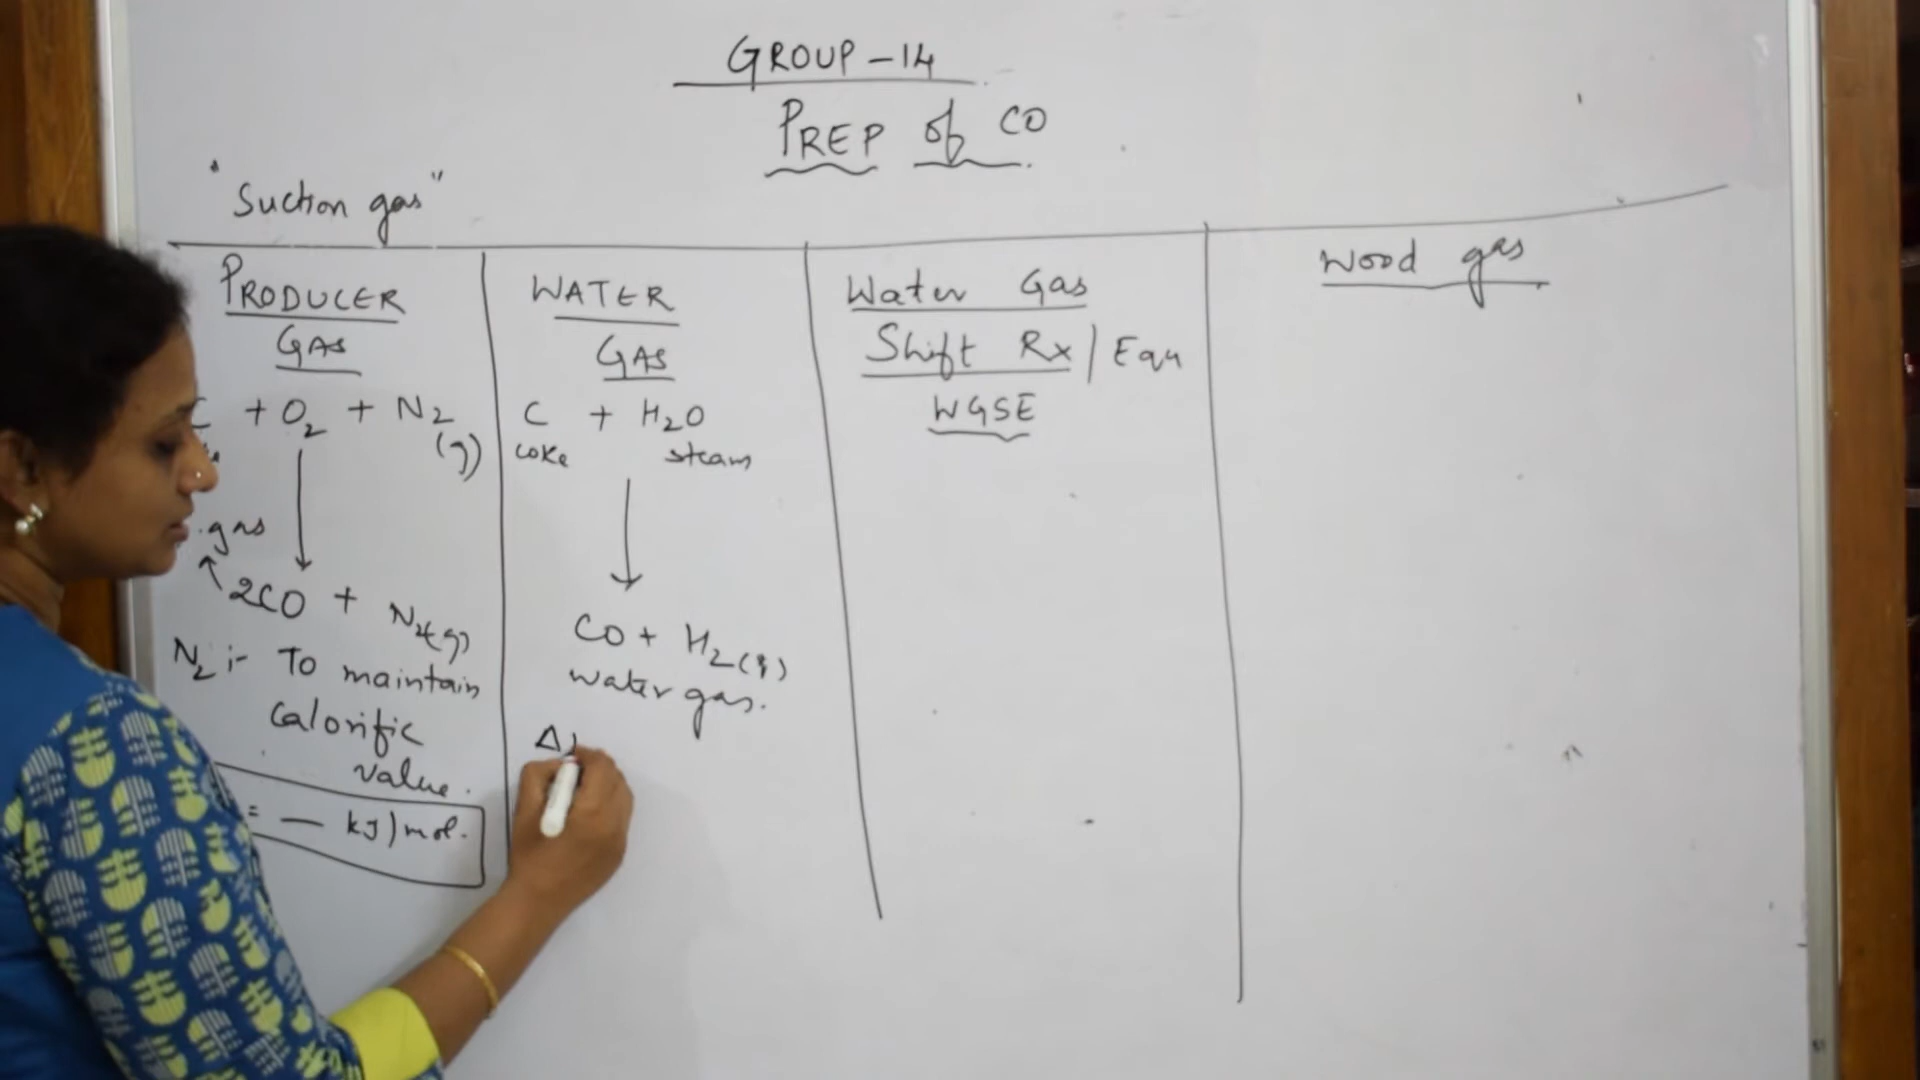 GROUP-14
PREP of CO
"Suction gas"
PRODUCER
GAS
C + O2 + N2
(g)
gas
2CO + N2(g)
N2 :- To maintain
Calorific
value.
= — kJ/mol.
WATER
GAS
C + H2O
coke steam
CO + H2(g)
water gas.
Δ
Water Gas
Shift Rx / Equ
WGSE
Wood gas